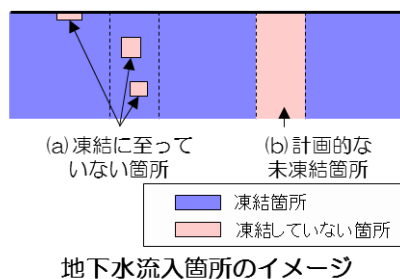 (a)凍結に至って
いない箇所
(b)計画的な
未凍結箇所
凍結箇所
凍結していない箇所
地下水流入箇所のイメージ